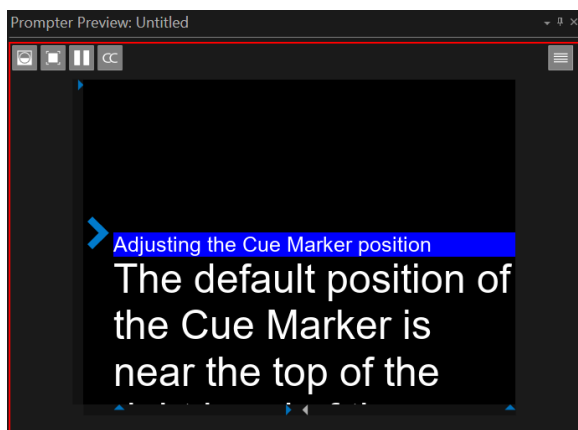 Prompter Preview: Untitled
CC
Adjusting the Cue Marker position
The default position of
the Cue Marker is
near the top of the